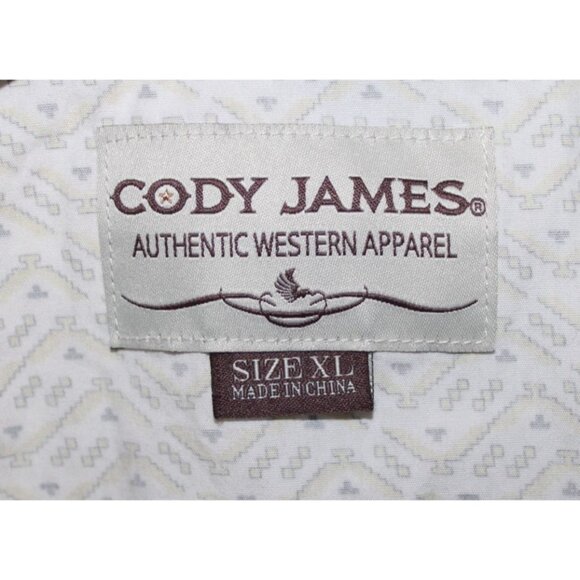 CODY JAMES®
AUTHENTIC WESTERN APPAREL
SIZE XL
MADE IN CHINA